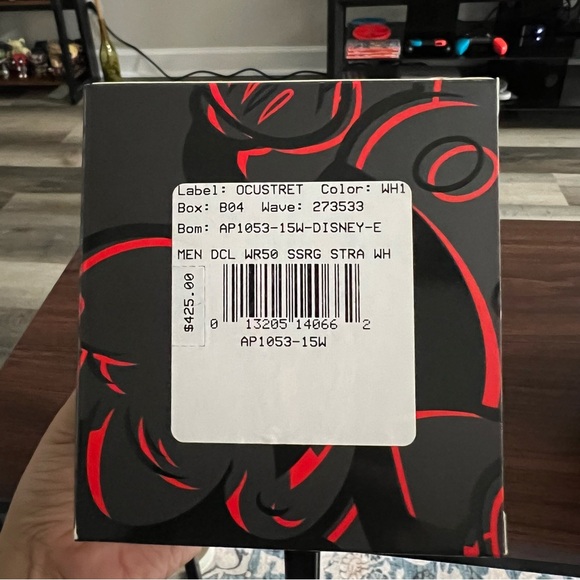 Label: OCUSTRET Color: WH1
Box: B04 Wave: 273533
Bom: AP1053-15W-DISNEY-E
MEN DCL WR50 SSRG STRA WH
$425.00
0 13205 14066 2
AP1053-15W